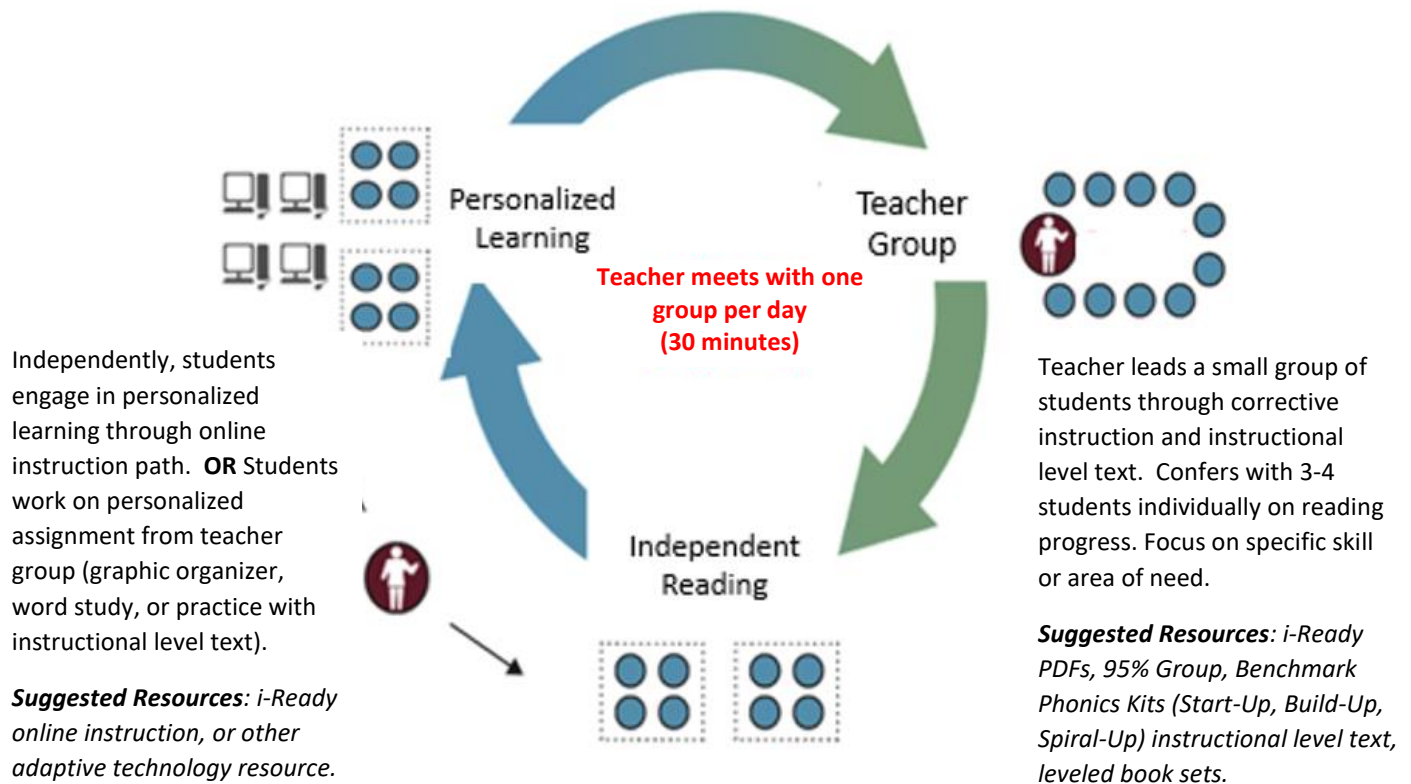 Personalized
Learning
Teacher
Group
Teacher meets with one
group per day
(30 minutes)
Independent
Reading
Independently, students
engage in personalized
learning through online
instruction path.  OR Students
work on personalized
assignment from teacher
group (graphic organizer,
word study, or practice with
instructional level text).
Suggested Resources: i-Ready
online instruction, or other
adaptive technology resource.
Teacher leads a small group of
students through corrective
instruction and instructional
level text.  Confers with 3-4
students individually on reading
progress. Focus on specific skill
or area of need.
Suggested Resources: i-Ready
PDFs, 95% Group, Benchmark
Phonics Kits (Start-Up, Build-Up,
Spiral-Up) instructional level text,
leveled book sets.